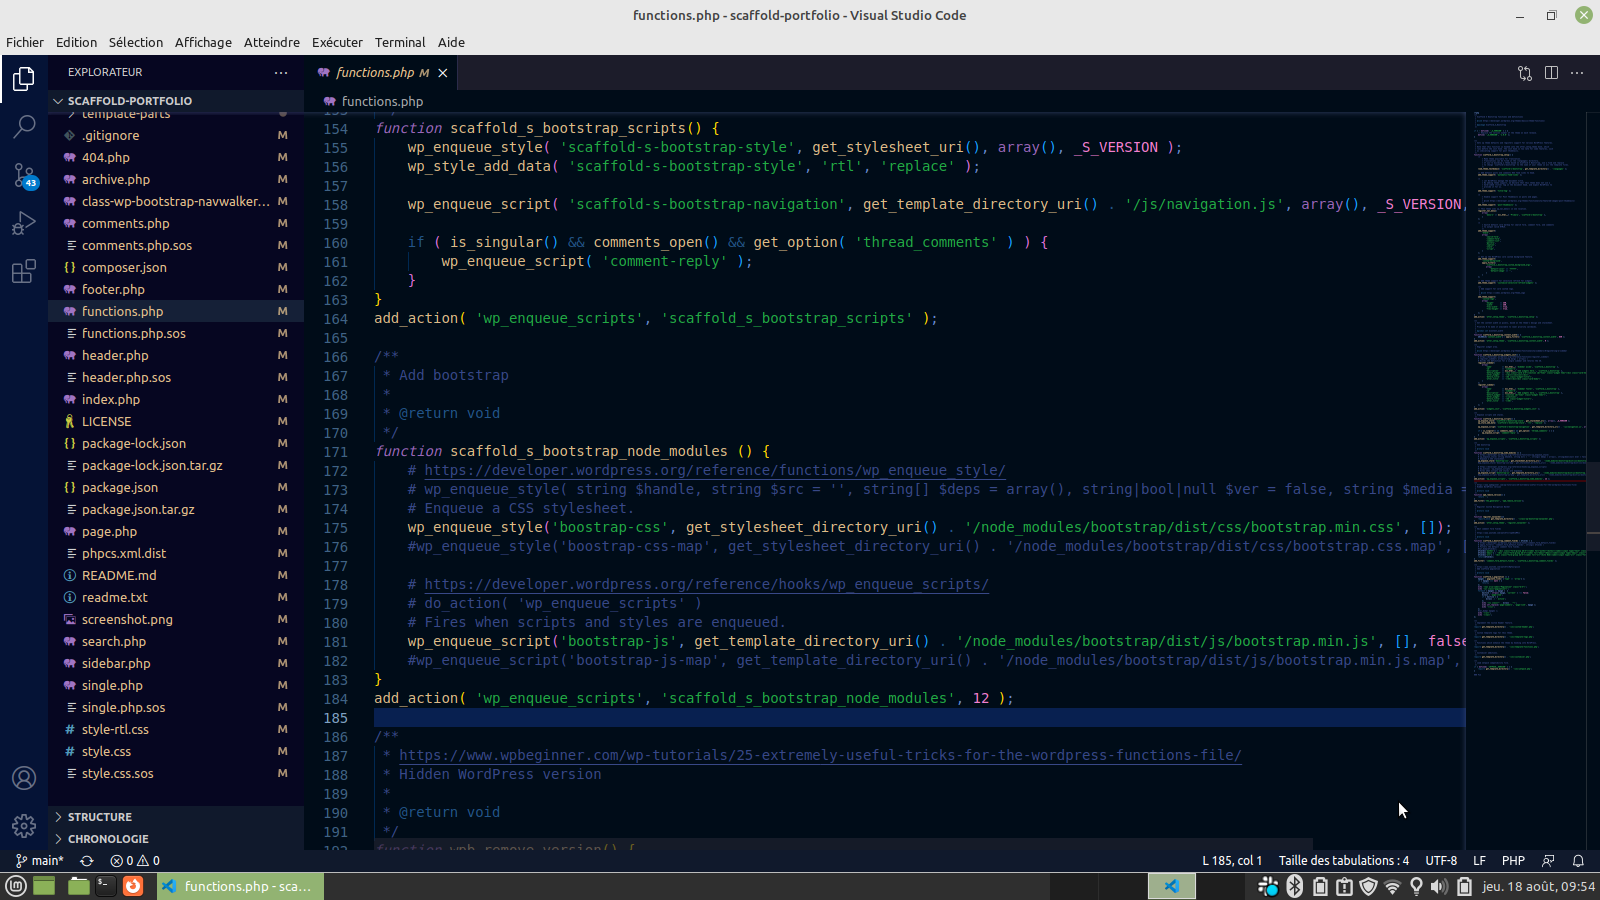 functions.php - scaffold-portfolio - Visual Studio Code
Fichier Edition Sélection Affichage Atteindre Exécuter Terminal Aide
EXPLORATEUR
functions.php M
SCAFFOLD-PORTFOLIO
functions.php
template-parts
.gitignore M
404.php M
archive.php M
class-wp-bootstrap-navwalker... M
comments.php M
comments.php.sos M
composer.json M
footer.php M
functions.php M
functions.php.sos M
header.php M
header.php.sos M
index.php M
LICENSE M
package-lock.json M
package-lock.json.tar.gz M
package.json M
package.json.tar.gz M
page.php M
phpcs.xml.dist M
README.md M
readme.txt M
screenshot.png M
search.php M
sidebar.php M
single.php M
single.php.sos M
style-rtl.css M
style.css M
style.css.sos M
STRUCTURE
CHRONOLOGIE
43
154 function scaffold_s_bootstrap_scripts() {
155 wp_enqueue_style( 'scaffold-s-bootstrap-style', get_stylesheet_uri(), array(), _S_VERSION );
156 wp_style_add_data( 'scaffold-s-bootstrap-style', 'rtl', 'replace' );
157
158 wp_enqueue_script( 'scaffold-s-bootstrap-navigation', get_template_directory_uri() . '/js/navigation.js', array(), _S_VERSION,
159
160 if ( is_singular() && comments_open() && get_option( 'thread_comments' ) ) {
161 wp_enqueue_script( 'comment-reply' );
162 }
163 }
164 add_action( 'wp_enqueue_scripts', 'scaffold_s_bootstrap_scripts' );
165
166 /**
167 * Add bootstrap
168 *
169 * @return void
170 */
171 function scaffold_s_bootstrap_node_modules () {
172 # https://developer.wordpress.org/reference/functions/wp_enqueue_style/
173 # wp_enqueue_style( string $handle, string $src = '', string[] $deps = array(), string|bool|null $ver = false, string $media =
174 # Enqueue a CSS stylesheet.
175 wp_enqueue_style('boostrap-css', get_stylesheet_directory_uri() . '/node_modules/bootstrap/dist/css/bootstrap.min.css', []);
176 #wp_enqueue_style('boostrap-css-map', get_stylesheet_directory_uri() . '/node_modules/bootstrap/dist/css/bootstrap.css.map', [
177
178 # https://developer.wordpress.org/reference/hooks/wp_enqueue_scripts/
179 # do_action( 'wp_enqueue_scripts' )
180 # Fires when scripts and styles are enqueued.
181 wp_enqueue_script('bootstrap-js', get_template_directory_uri() . '/node_modules/bootstrap/dist/js/bootstrap.min.js', [], false
182 #wp_enqueue_script('bootstrap-js-map', get_template_directory_uri() . '/node_modules/bootstrap/dist/js/bootstrap.min.js.map',
183 }
184 add_action( 'wp_enqueue_scripts', 'scaffold_s_bootstrap_node_modules', 12 );
185
186 /**
187 * https://www.wpbeginner.com/wp-tutorials/25-extremely-useful-tricks-for-the-wordpress-functions-file/
188 * Hidden WordPress version
189 *
190 * @return void
191 */
192 function wpb_remove_version() {
main* 0 0 L 185, col 1 Taille des tabulations : 4 UTF-8 LF PHP
functions.php - sca... jeu. 18 août, 09:54